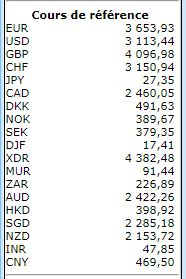 Cours de référence
EUR 3 653,93
USD 3 113,44
GBP 4 096,98
CHF 3 150,94
JPY 27,35
CAD 2 460,05
DKK 491,63
NOK 389,67
SEK 379,35
DJF 17,41
XDR 4 382,48
MUR 91,44
ZAR 226,89
AUD 2 422,26
HKD 398,92
SGD 2 285,18
NZD 2 153,72
INR 47,85
CNY 469,50